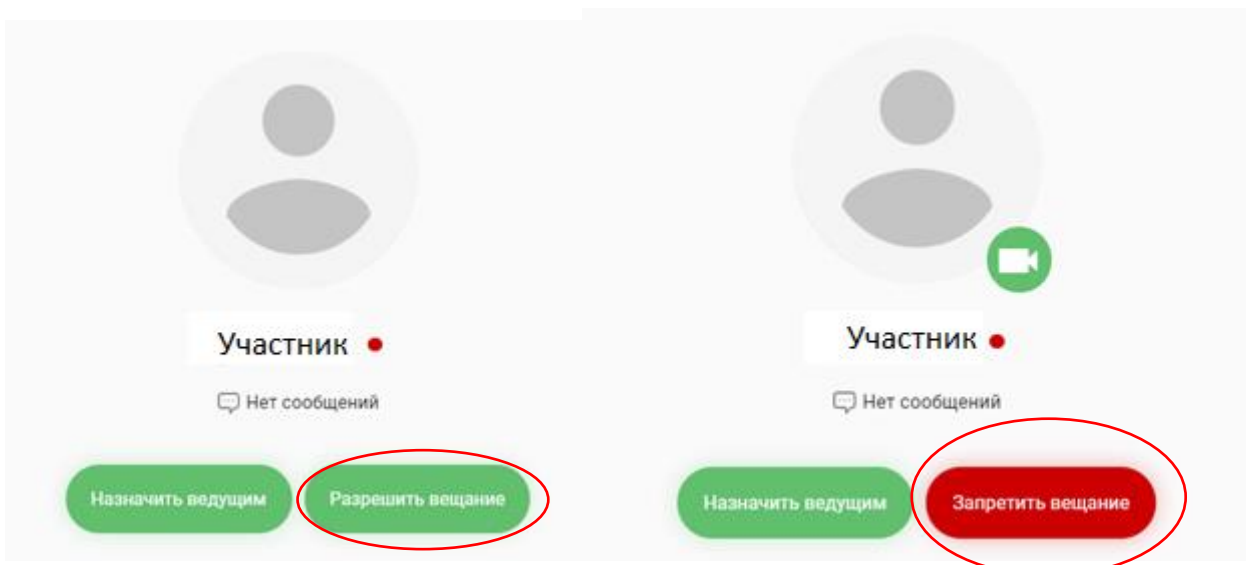 Участник
Нет сообщений
Назначить ведущим
Разрешить вещание
Участник
Нет сообщений
Назначить ведущим
Запретить вещание